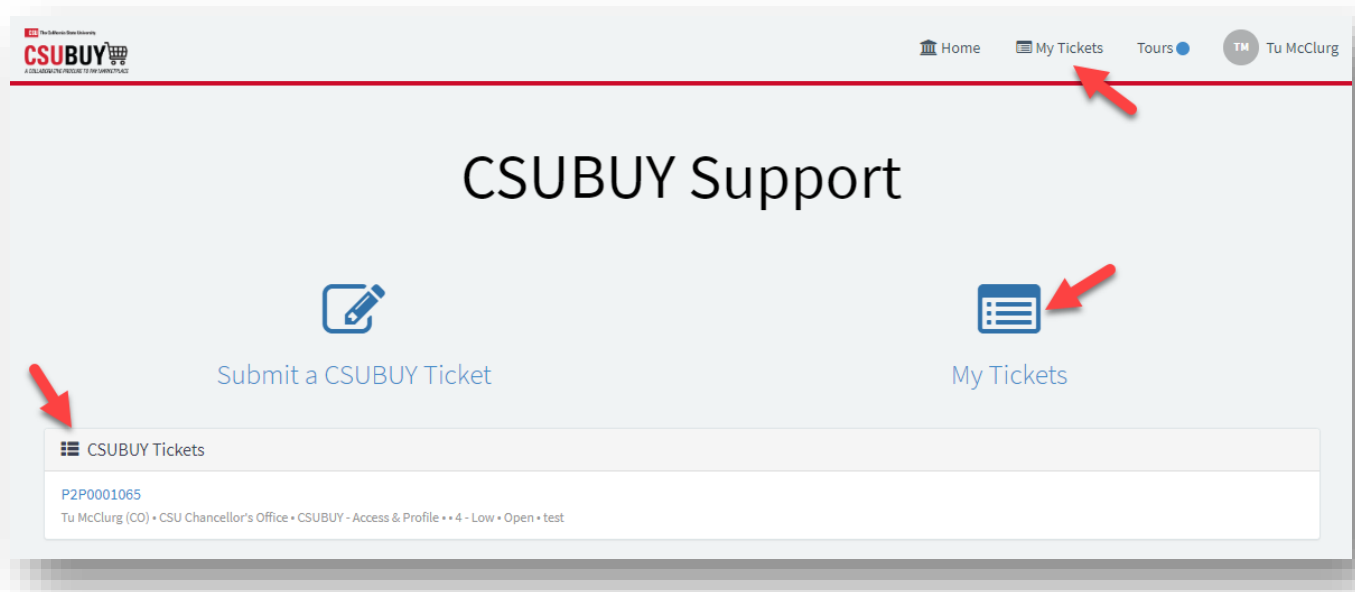 CSU The California State University
CSUBUY
A COLLABORATIVE PROCURE TO PAY MARKETPLACE
Home My Tickets Tours TM Tu McClurg
CSUBUY Support
Submit a CSUBUY Ticket My Tickets
CSUBUY Tickets
P2P0001065
Tu McClurg (CO) • CSU Chancellor's Office • CSUBUY - Access & Profile • • 4 - Low • Open • test